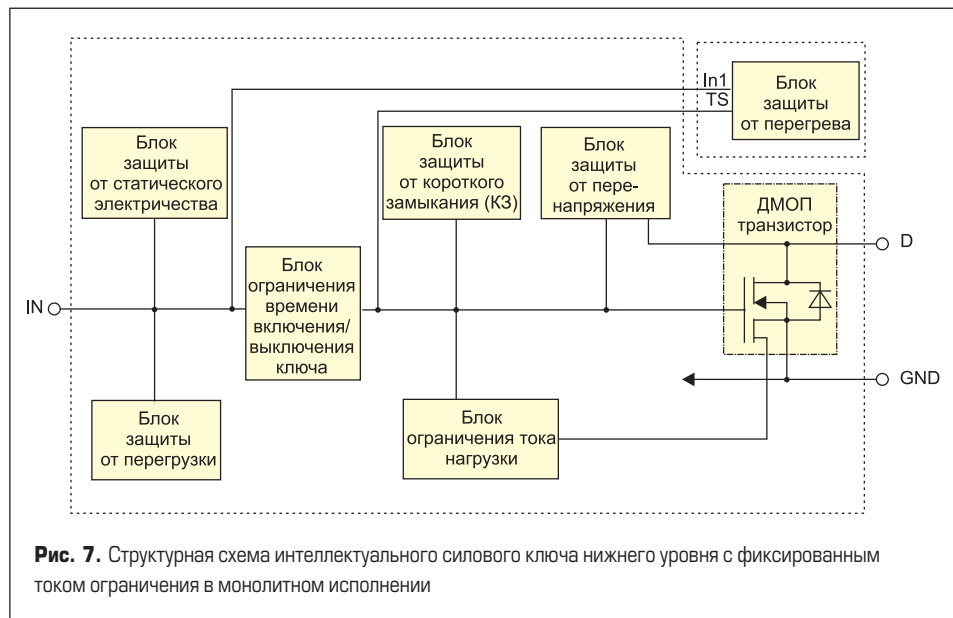 In1
TS
Блок
защиты
от перегрева
Блок
защиты
от статического
электричества
Блок
защиты
от короткого
замыкания (КЗ)
Блок
защиты
от пере-
напряжения
ДМОП
транзистор
D
IN
Блок
ограничения
времени
включения/
выключения
ключа
GND
Блок
защиты
от перегрузки
Блок
ограничения тока
нагрузки
Рис. 7. Структурная схема интеллектуального силового ключа нижнего уровня с фиксированным
током ограничения в монолитном исполнении